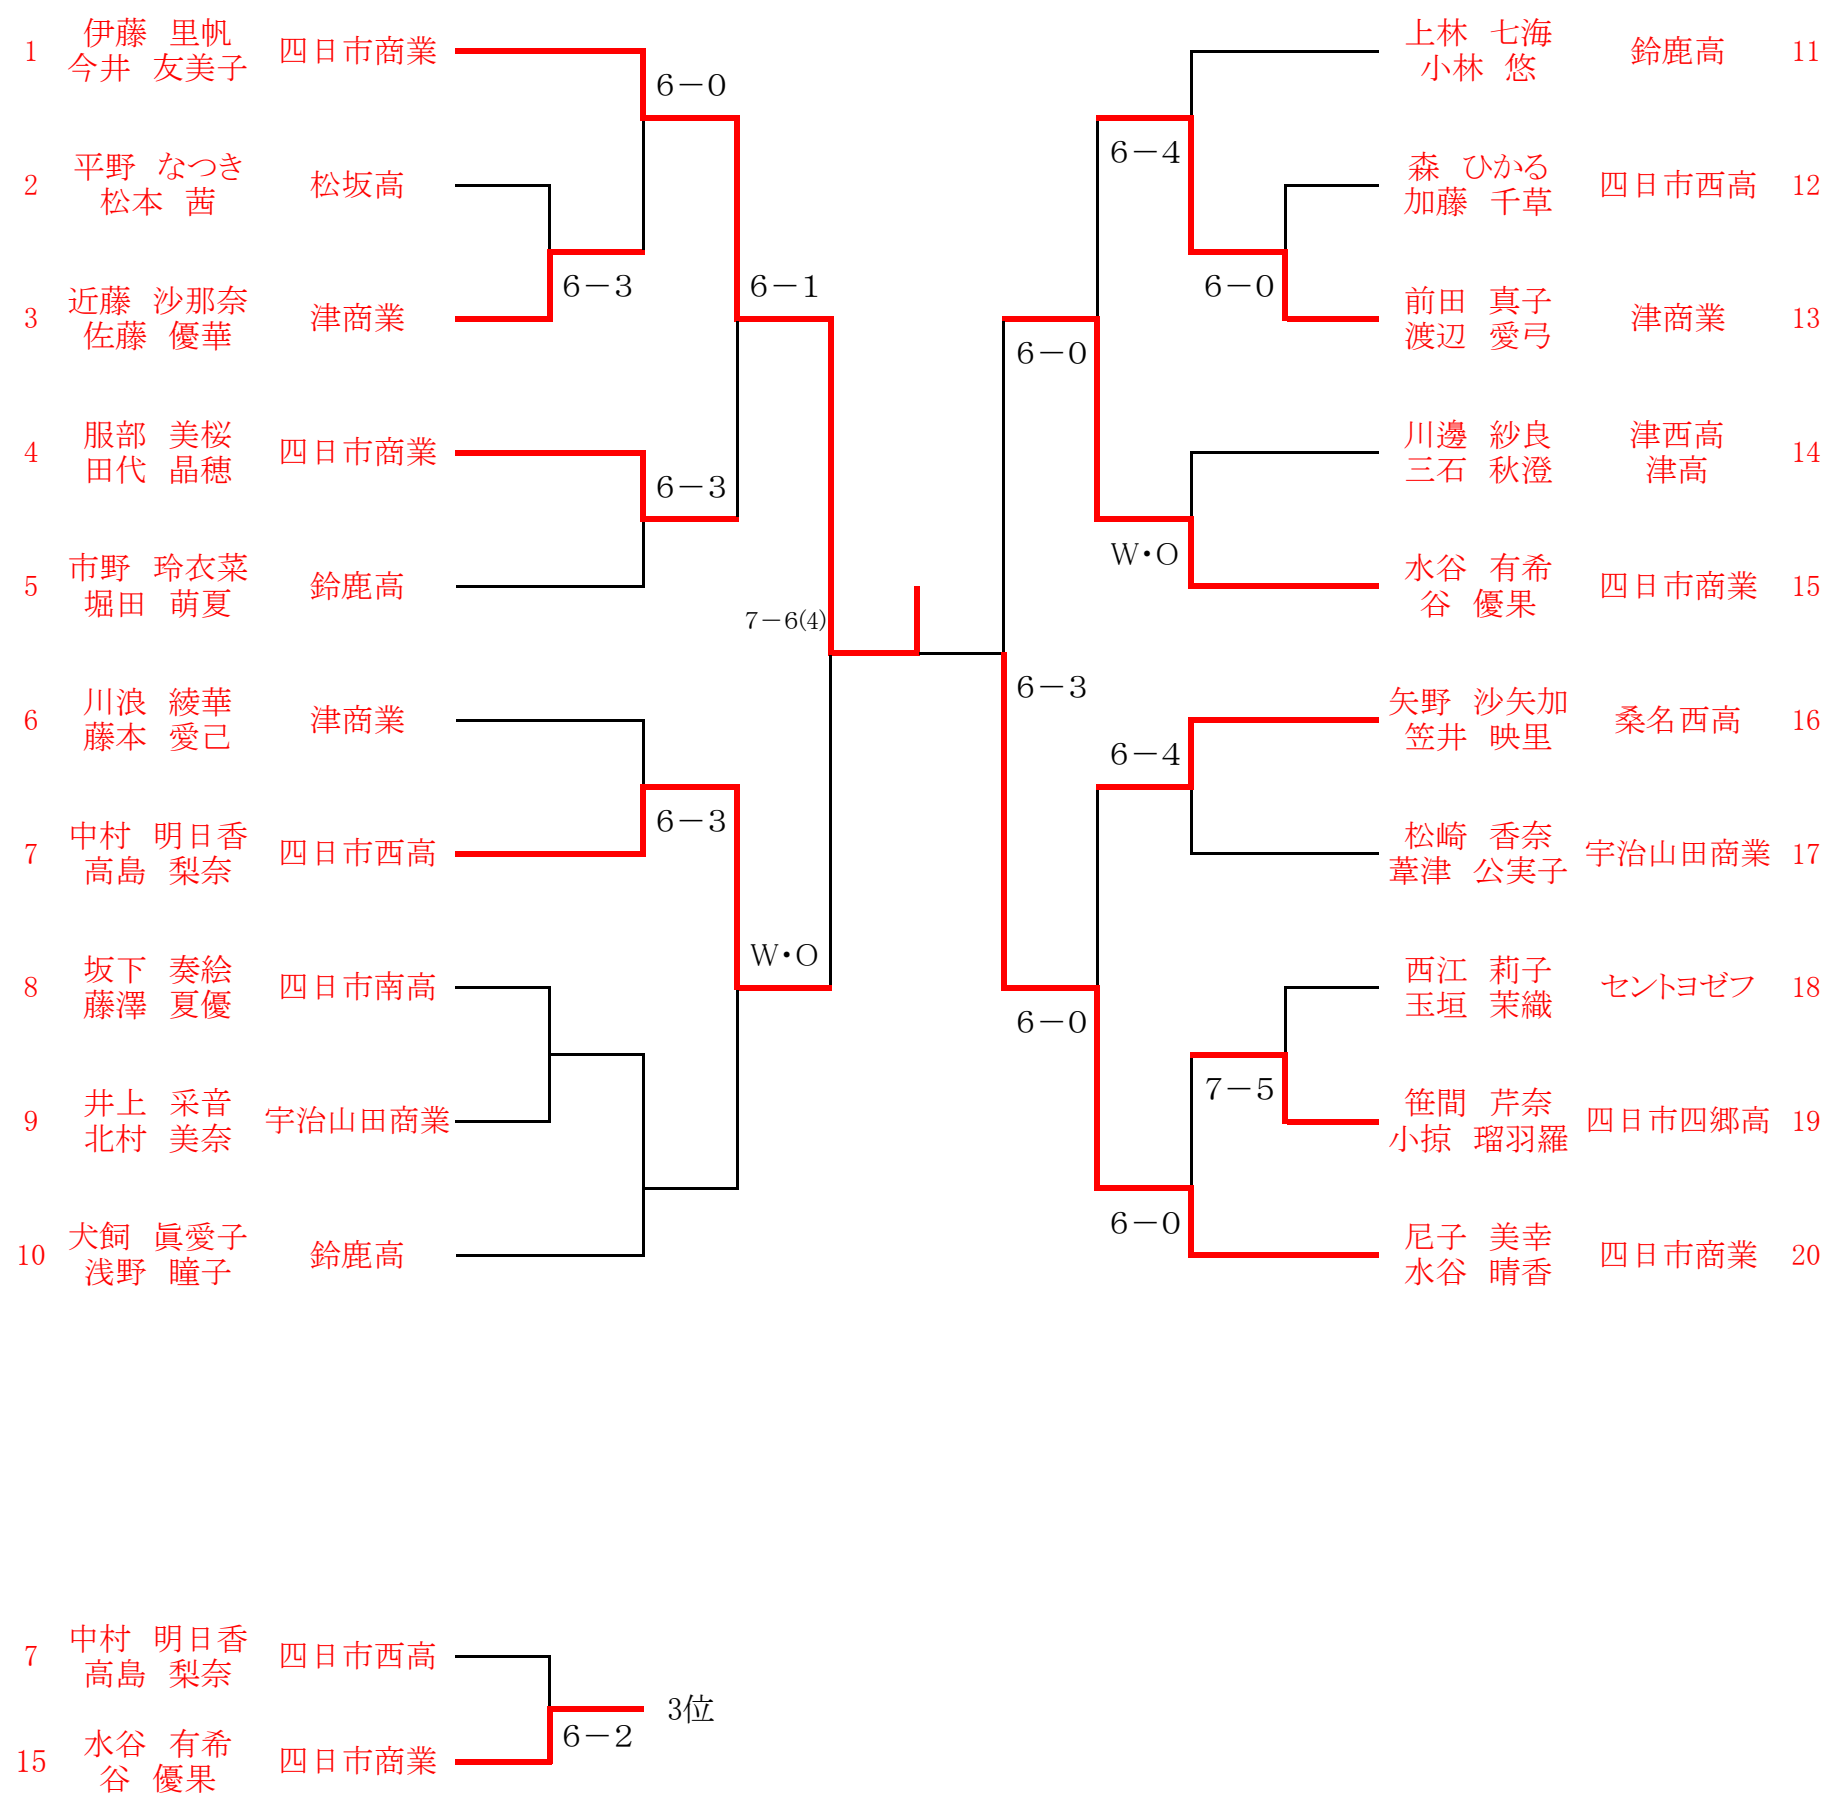 1 伊藤 里帆 四日市商業
今井 友美子
6－0
2 平野 なつき 松坂高
松本 茜
6－3
3 近藤 沙那奈 津商業
佐藤 優華
6－1
4 服部 美桜 四日市商業
田代 晶穂
6－3
5 市野 玲衣菜 鈴鹿高
堀田 萌夏
7－6(4)
6 川浪 綾華 津商業
藤本 愛己
6－3
7 中村 明日香 四日市西高
高島 梨奈
W・O
8 坂下 奏絵 四日市南高
藤澤 夏優
9 井上 采音 宇治山田商業
北村 美奈
10 犬飼 眞愛子 鈴鹿高
浅野 瞳子
上林 七海 鈴鹿高 11
小林 悠
6－4
森 ひかる 四日市西高 12
加藤 千草
6－0
前田 真子 津商業 13
渡辺 愛弓
6－0
川邊 紗良 津西高 14
三石 秋澄 津高
W・O
水谷 有希 四日市商業 15
谷 優果
6－3
矢野 沙矢加 桑名西高 16
笠井 映里
6－4
松崎 香奈 宇治山田商業 17
葦津 公実子
西江 莉子 セントヨゼフ 18
玉垣 茉織
6－0
7－5
笹間 芹奈 四日市四郷高 19
小掠 瑠羽羅
6－0
尼子 美幸 四日市商業 20
水谷 晴香
7 中村 明日香 四日市西高
高島 梨奈
3位
6－2
15 水谷 有希 四日市商業
谷 優果